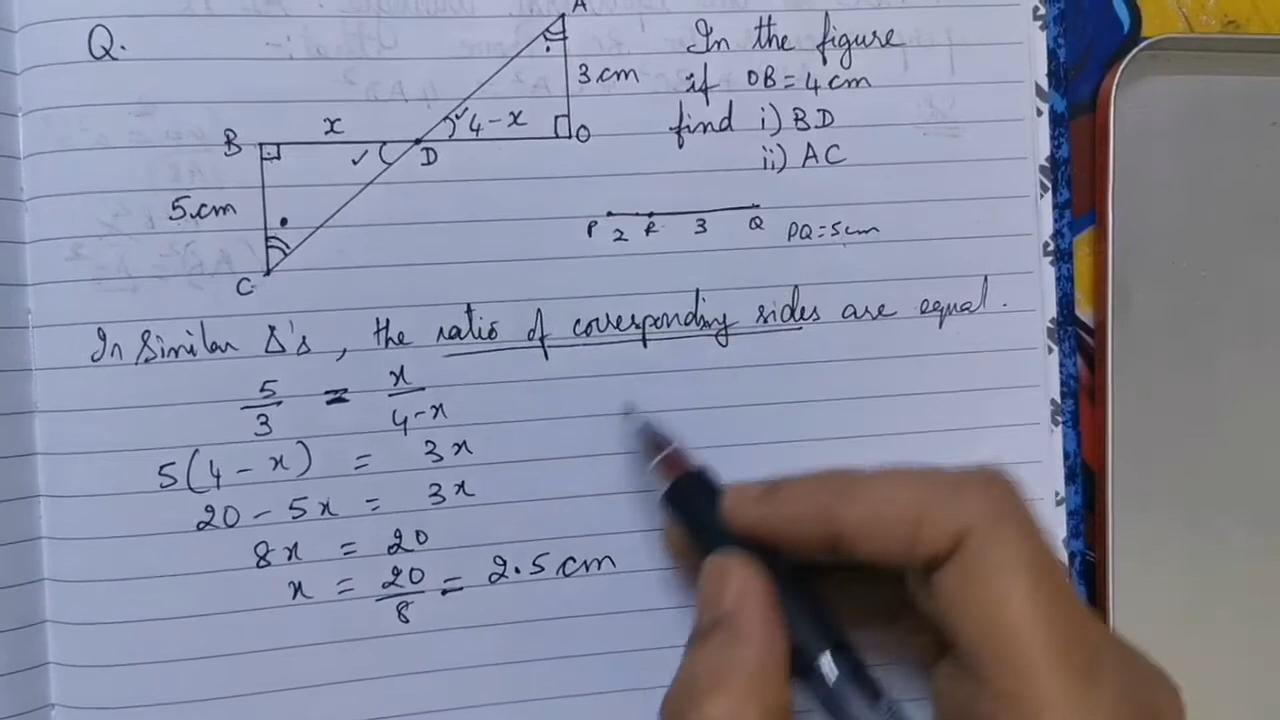 Q.
In the figure
if OB = 4 cm
find i) BD
ii) AC
A
3 cm
x
4 - x
B
D
O
5 cm
C
P 2 R 3 Q PQ = 5 cm
In Similar Δ's, the ratio of corresponding sides are equal.
5/3 = x/4-x
5(4 - x) = 3x
20 - 5x = 3x
8x = 20
x = 20/8 = 2.5 cm